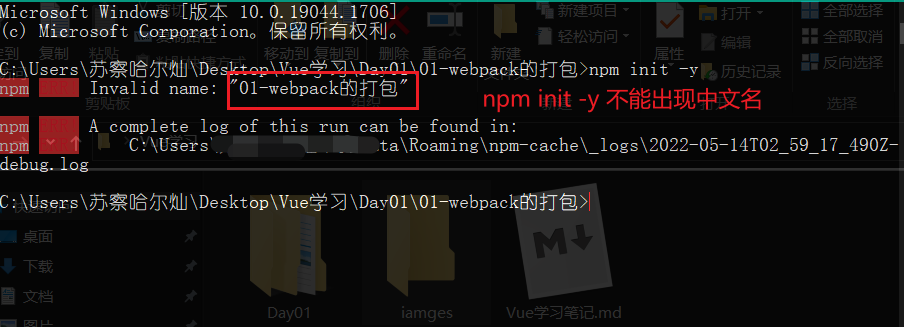 Microsoft Windows [版本 10.0.19044.1706]
(c) Microsoft Corporation。保留所有权利。
复制
粘贴
移动到
复制到
删除
重命名
新建
新建项目
轻松访问
属性
打开
编辑
历史记录
全部选择
全部取消
反向选择
C:\Users\苏察哈尔灿\Desktop\Vue学习\Day01\01-webpack的打包>npm init -y
npm Invalid name: "01-webpack的打包"
npm init -y 不能出现中文名
剪贴板
组织
新建
选择
npm A complete log of this run can be found in:
npm C:\Users\ ta\Roaming\npm-cache\_logs\2022-05-14T02_59_17_490Z-
debug.log
C:\Users\苏察哈尔灿\Desktop\Vue学习\Day01\01-webpack的打包>
桌面
下载
文档
图片
Day01
iamges
Vue学习笔记.md